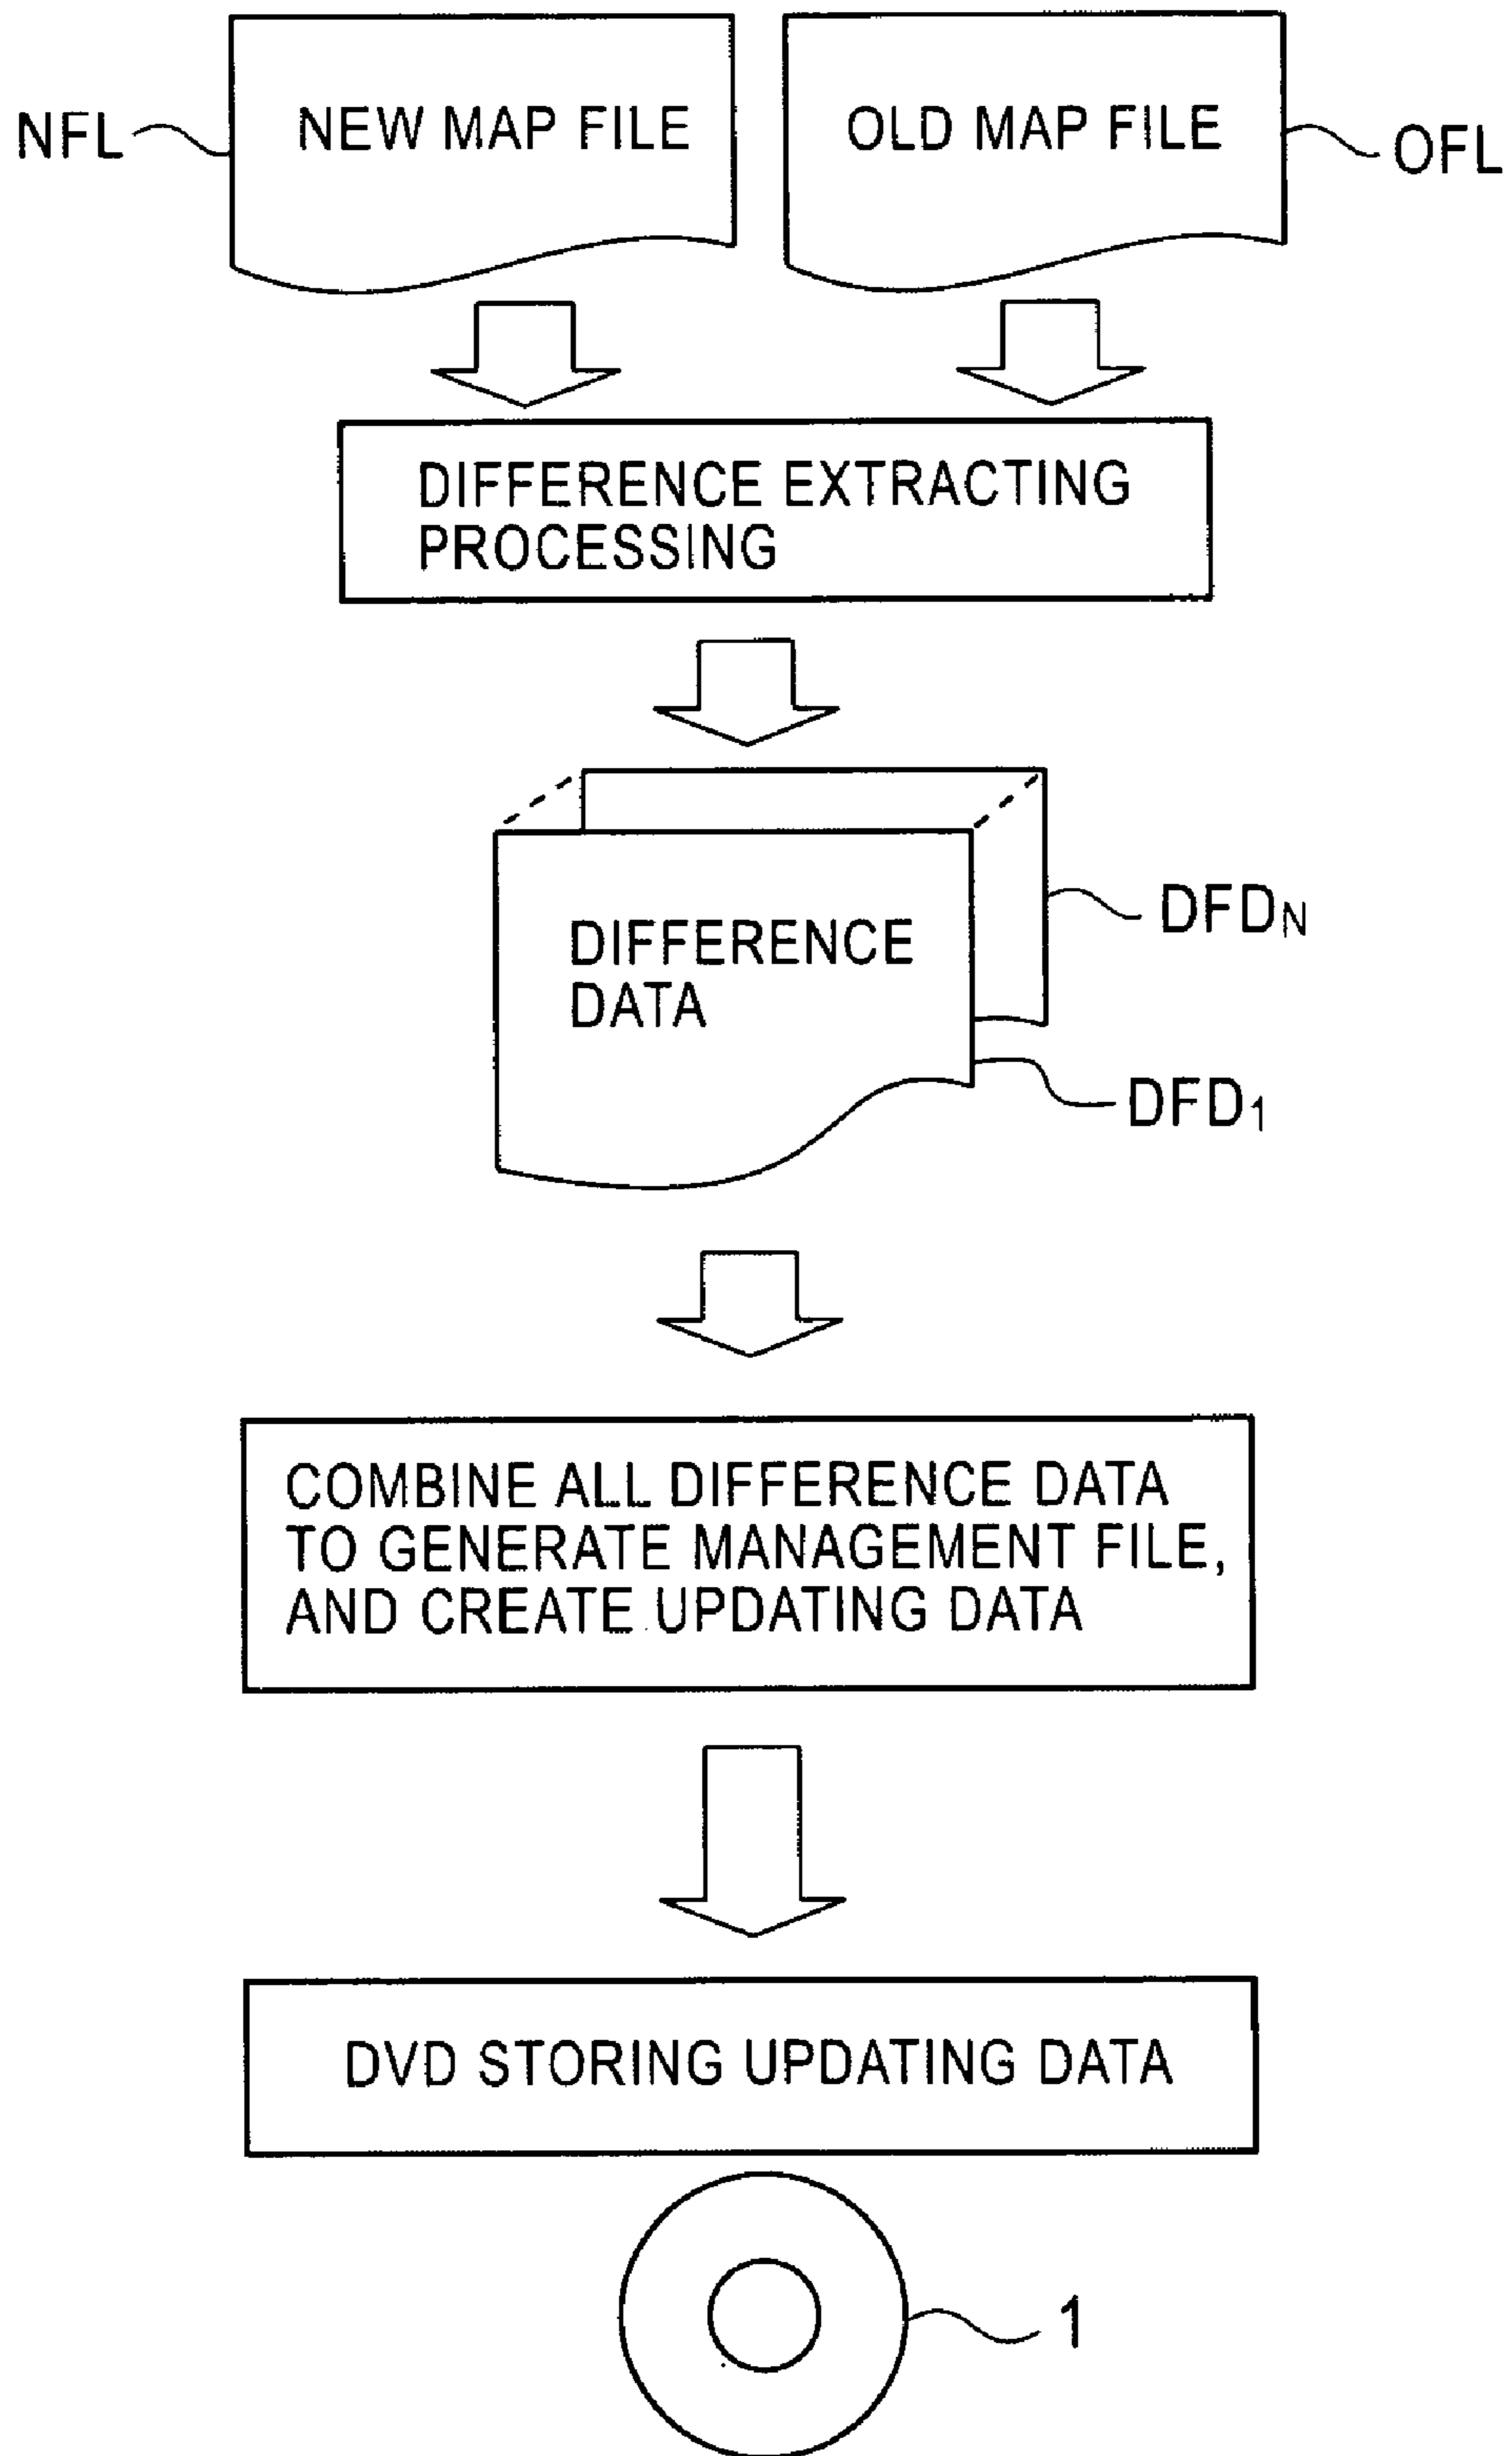 NEW MAP FILE
OLD MAP FILE
NFL
OFL
DIFFERENCE EXTRACTING
PROCESSING
DIFFERENCE
DATA
DFDN
DFD1
COMBINE ALL DIFFERENCE DATA
TO GENERATE MANAGEMENT FILE,
AND CREATE UPDATING DATA
DVD STORING UPDATING DATA
1